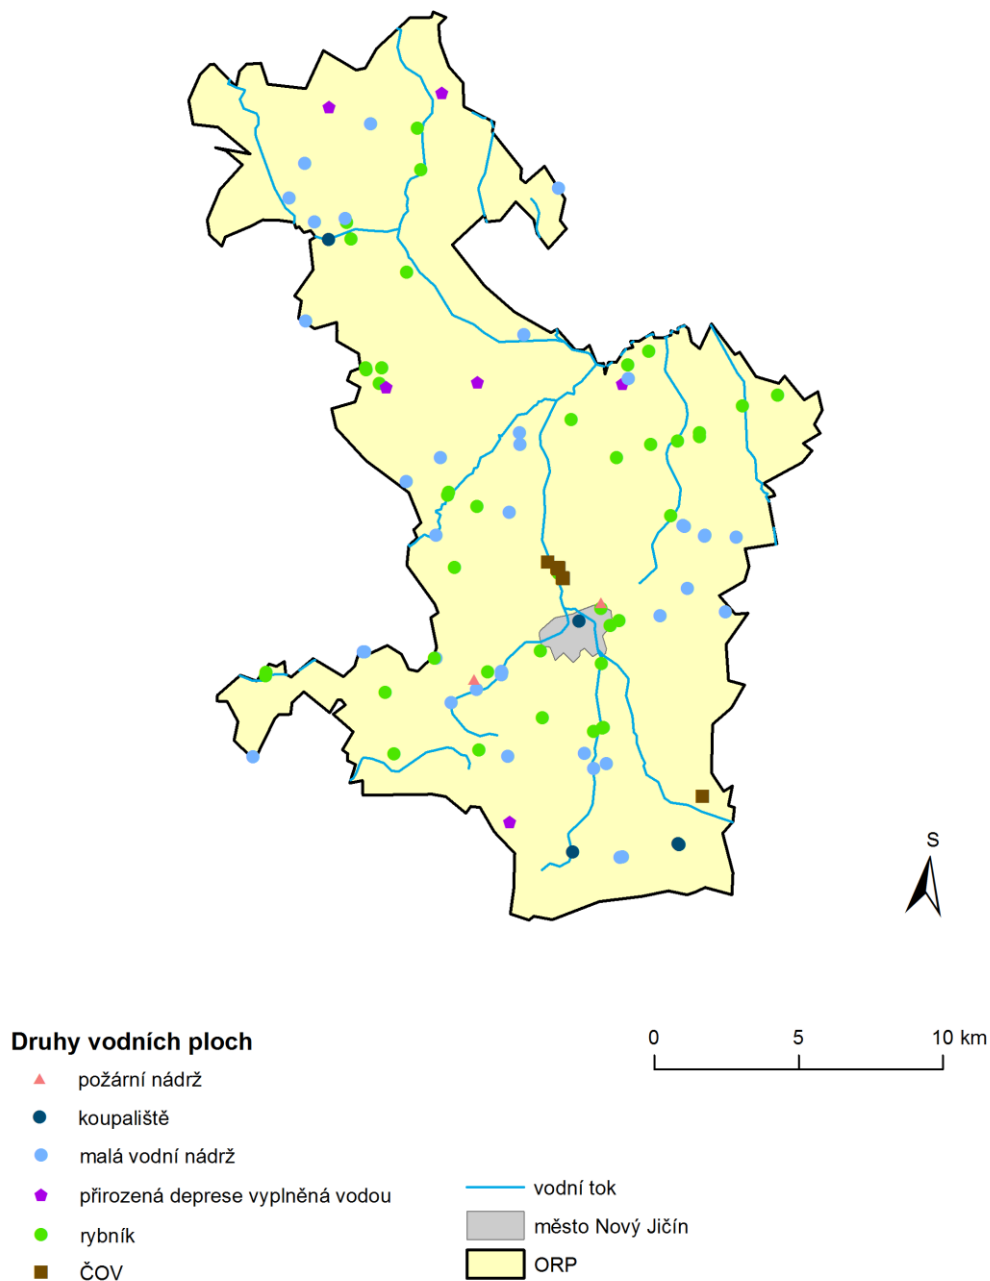 S
0 5 10 km
Druhy vodních ploch
požární nádrž
koupaliště
malá vodní nádrž
přirozená deprese vyplněná vodou
rybník
ČOV
vodní tok
město Nový Jičín
ORP